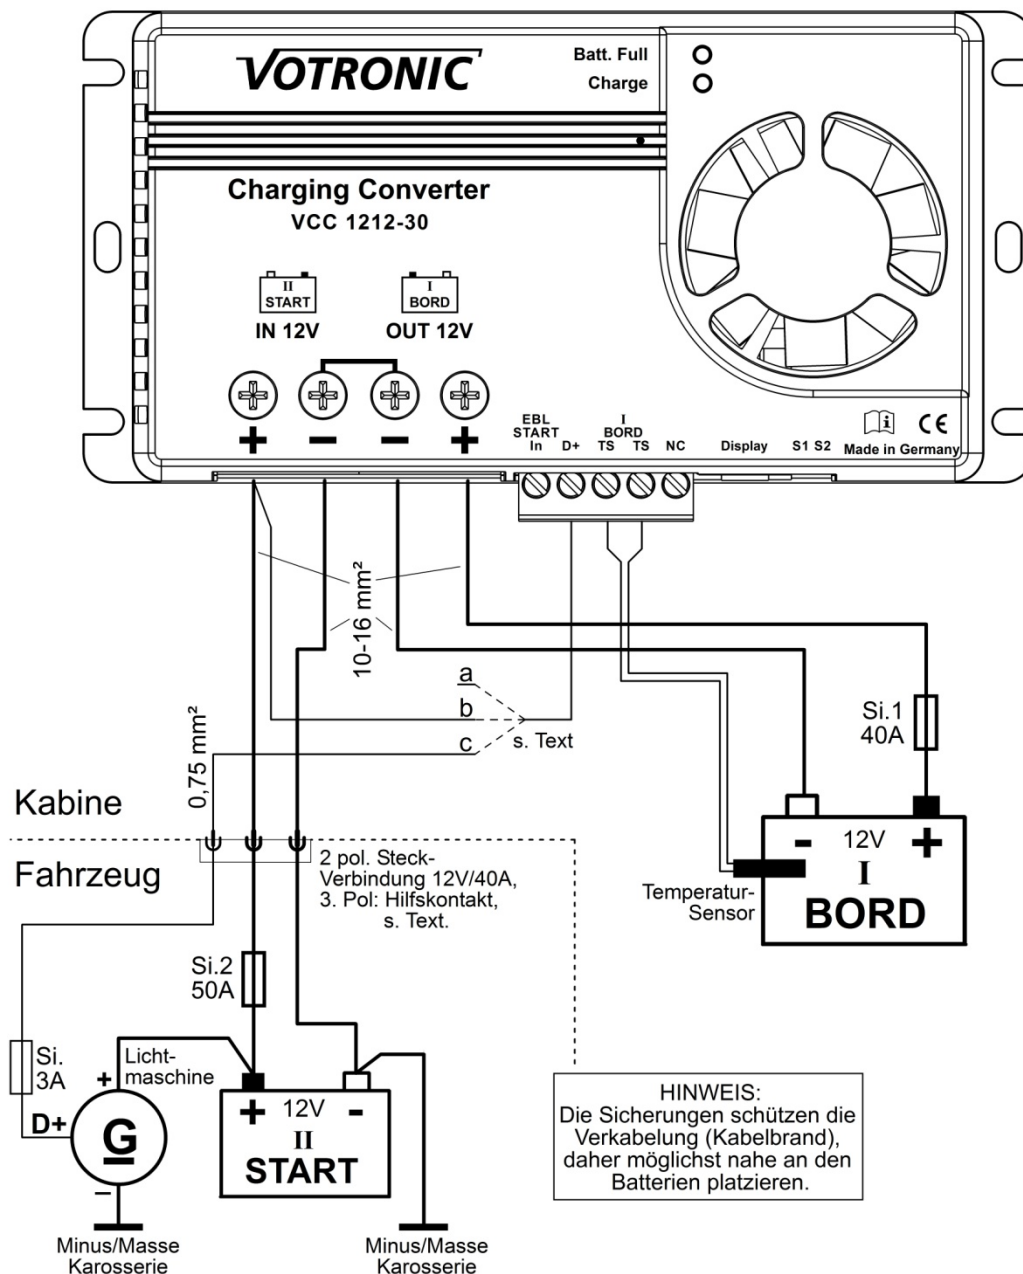 VOTRONIC
Batt. Full
Charge
Charging Converter
VCC 1212-30
II
START
I
BORD
IN 12V
OUT 12V
+ - - +
EBL
START
In
D+
I
BORD
TS TS
NC
Display
S1 S2
CE
Made in Germany
10-16 mm²
a
b
c
s. Text
0,75 mm²
Si.1
40A
Kabine
Fahrzeug
2 pol. Steck-
Verbindung 12V/40A,
3. Pol: Hilfskontakt,
s. Text.
- 12V +
I
BORD
Temperatur-
Sensor
Si.2
50A
Si.
3A
+
Licht-
maschine
D+
G
–
+ 12V -
II
START
HINWEIS:
Die Sicherungen schützen die
Verkabelung (Kabelbrand),
daher möglichst nahe an den
Batterien platzieren.
Minus/Masse
Karosserie
Minus/Masse
Karosserie